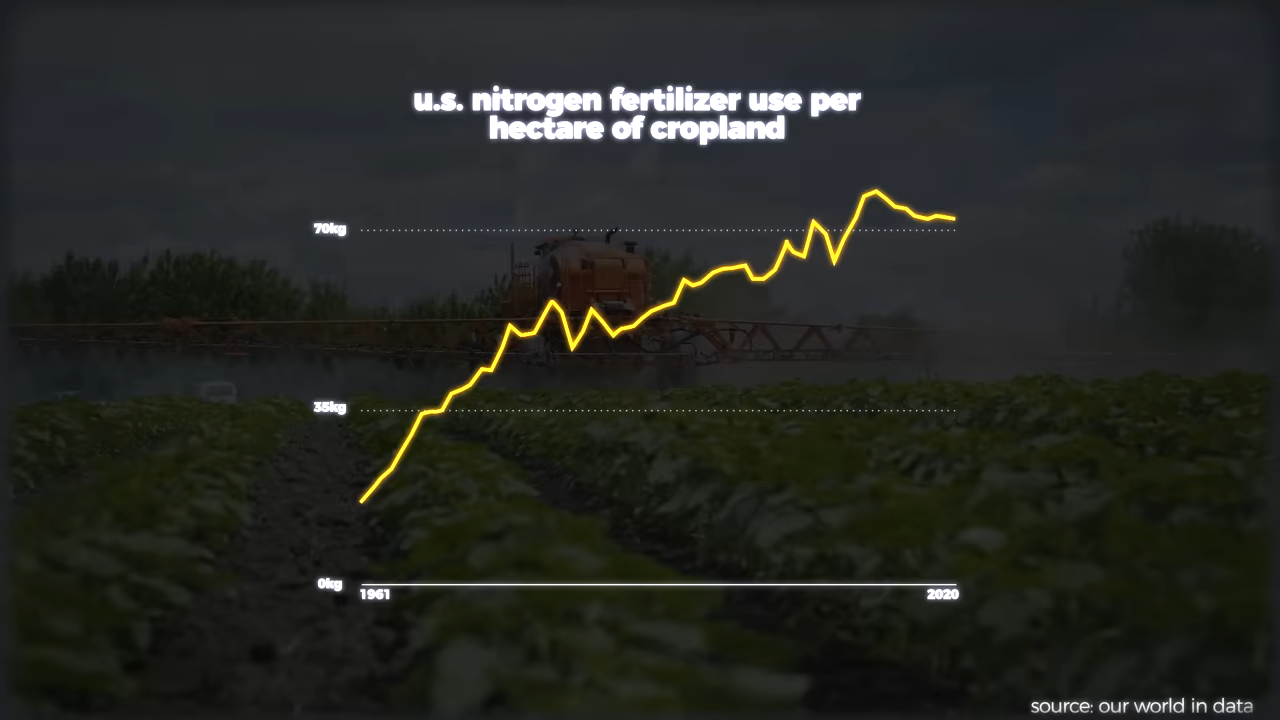 u.s. nitrogen fertilizer use per
hectare of cropland
70kg
35kg
0kg
1961
2020
source: our world in data